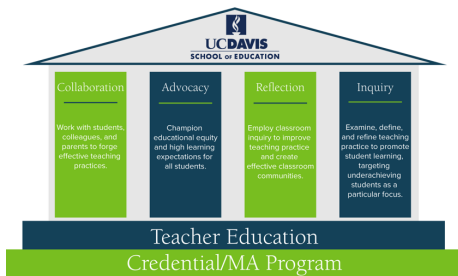 UCDAVIS
SCHOOL OF EDUCATION
Collaboration
Work with students,
colleagues, and
parents to forge
effective teaching
practices.
Advocacy
Champion
educational equity
and high learning
expectations for
all students.
Reflection
Employ classroom
inquiry to improve
teaching practice
and create
effective classroom
communities.
Inquiry
Examine, define,
and refine teaching
practice to promote
student learning,
targeting
underachieving
students as a
particular focus.
Teacher Education
Credential/MA Program